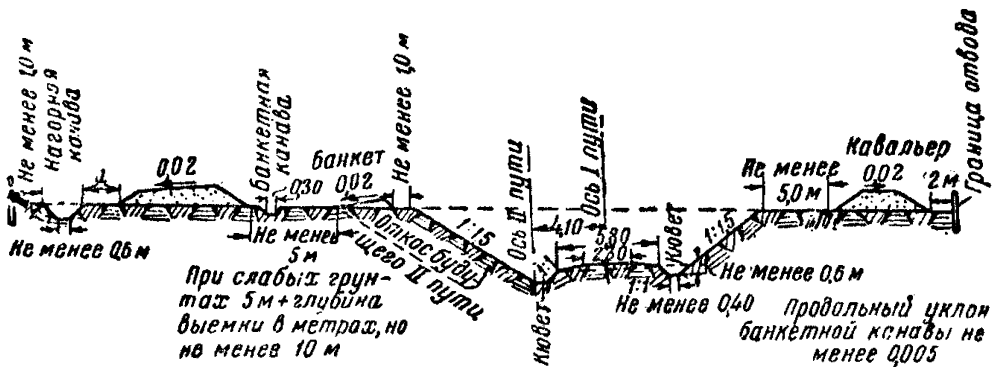 Не менее 1,0 м
Нагорная
канава
Не менее 0,6 м
0,02
банкетная
канава
0,30
банкет
0,02
Не менее 1,0 м
Не менее
5 м
При слабых грун-
тах 5 м + глубина
выемки в метрах, но
не менее 10 м
Откос буду-
щего II пути
1:1,5
Ось II пути
Кювет
4,10
Ось I пути
5,80
2,80
1:1
Кювет
1:1,5
Не менее 0,6 м
Не менее 0,40
Не менее
5,0 м
Кавальер
0,02
2 м
Граница отвода
Продольный уклон
банкетной канавы не
менее 0,005